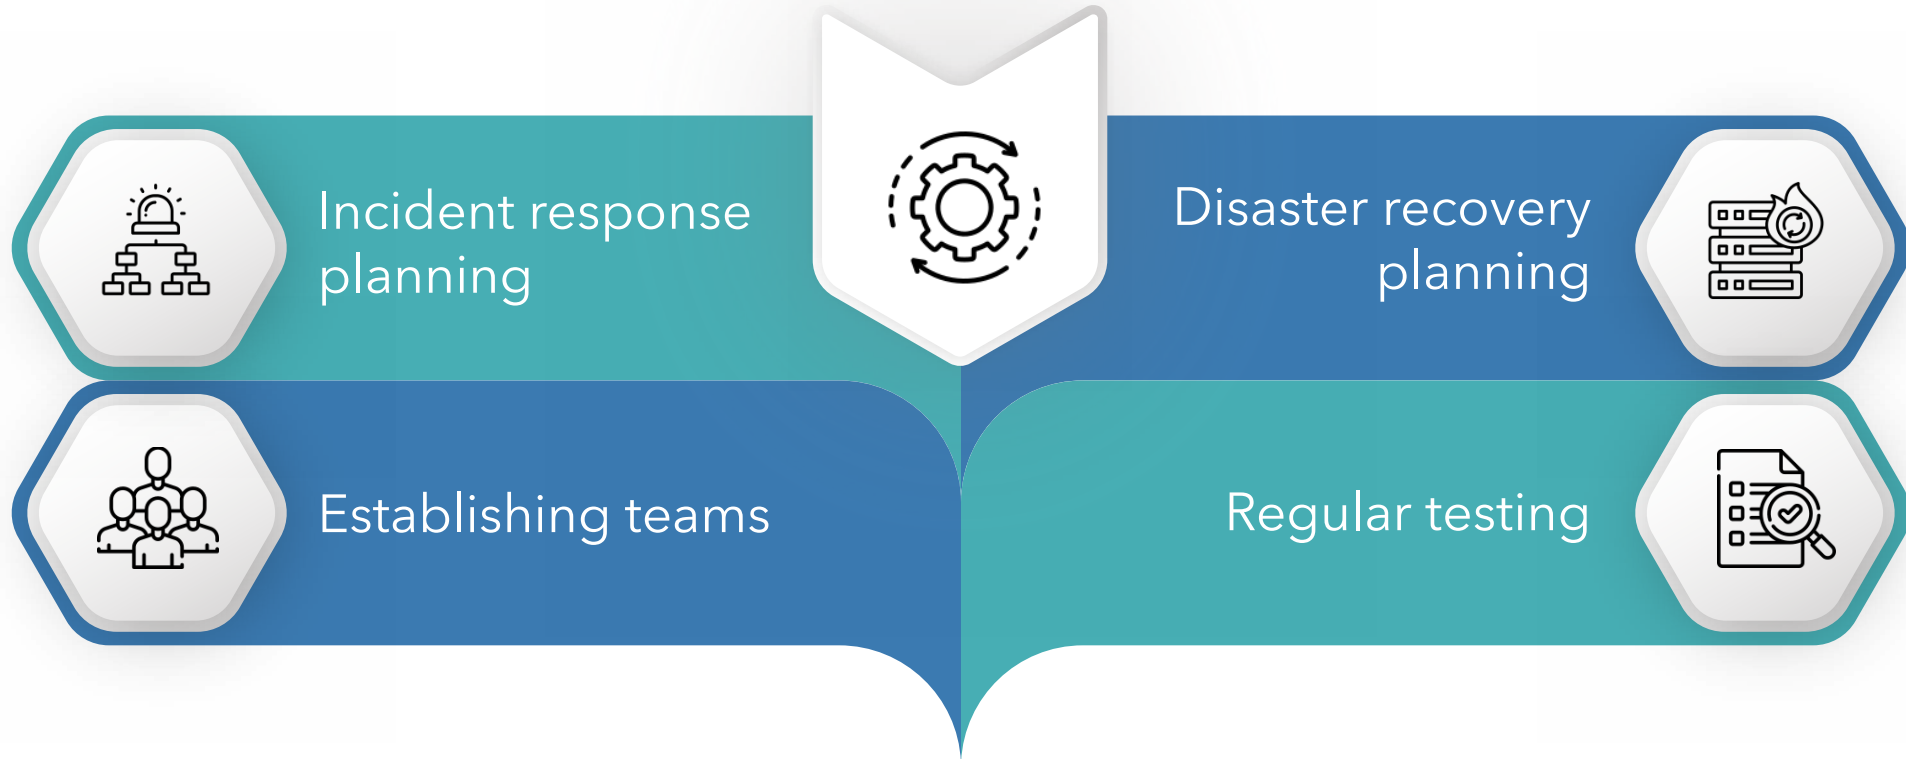 Incident response
planning
Disaster recovery
planning
Establishing teams
Regular testing